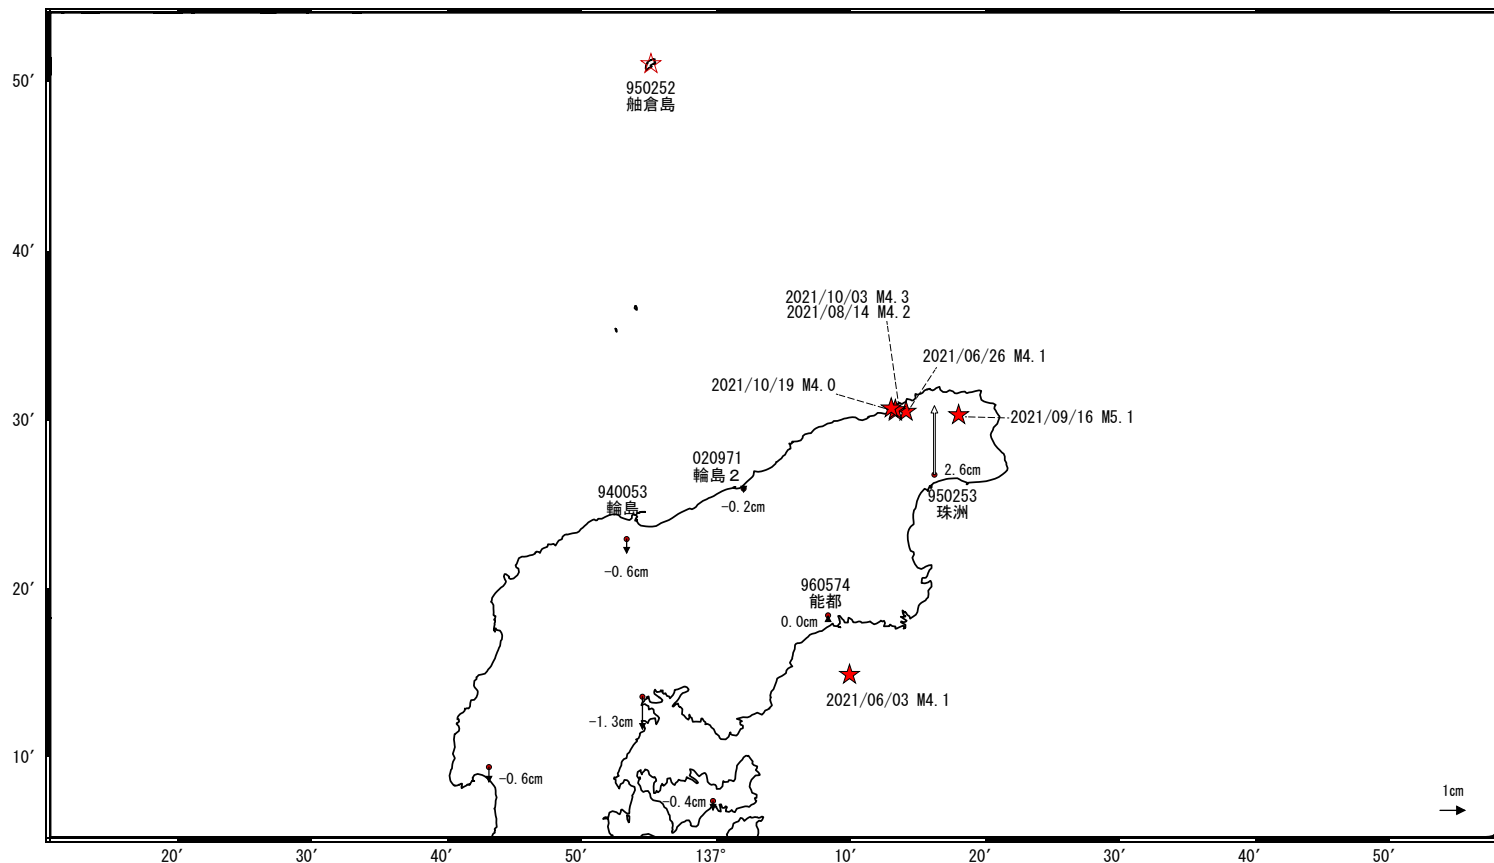 50′
950252
舳倉島
40′
2021/10/03 M4.3
2021/08/14 M4.2
2021/06/26 M4.1
2021/10/19 M4.0
30′
2021/09/16 M5.1
020971
輪島２
2.6cm
940053
輪島
950253
珠洲
-0.2cm
-0.6cm
20′
960574
能都
0.0cm
2021/06/03 M4.1
-1.3cm
10′
-0.6cm
-0.4cm
1cm
20′ 30′ 40′ 50′ 137° 10′ 20′ 30′ 40′ 50′